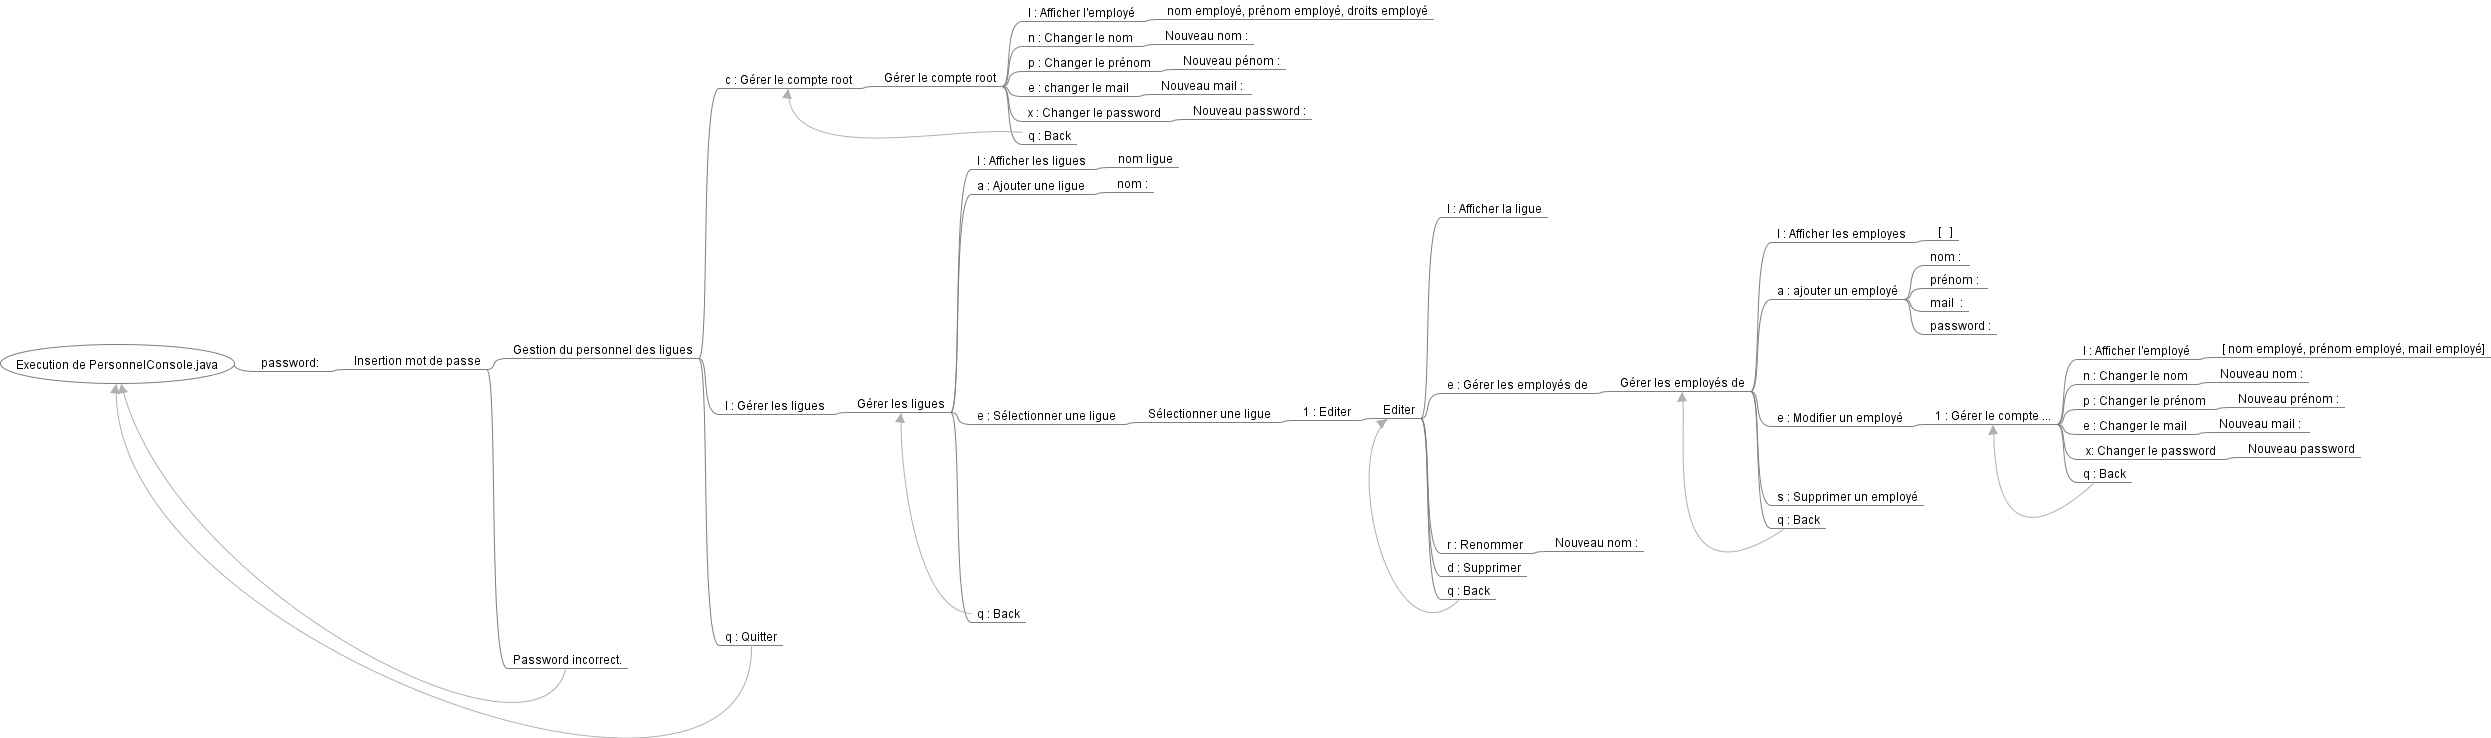 Execution de PersonnelConsole.java
password:
Insertion mot de passe
Gestion du personnel des ligues
c : Gérer le compte root
Gérer le compte root
l : Afficher l'employé
nom employé, prénom employé, droits employé
n : Changer le nom
Nouveau nom :
p : Changer le prénom
Nouveau pénom :
e : changer le mail
Nouveau mail :
x : Changer le password
Nouveau password :
q : Back
l : Gérer les ligues
Gérer les ligues
l : Afficher les ligues
nom ligue
a : Ajouter une ligue
nom :
e : Sélectionner une ligue
Sélectionner une ligue
1 : Editer
Editer
l : Afficher la ligue
e : Gérer les employés de
Gérer les employés de
l : Afficher les employes
[ ]
a : ajouter un employé
nom :
prénom :
mail :
password :
e : Modifier un employé
1 : Gérer le compte ...
l : Afficher l'employé
[ nom employé, prénom employé, mail employé]
n : Changer le nom
Nouveau nom :
p : Changer le prénom
Nouveau prénom :
e : Changer le mail
Nouveau mail :
x: Changer le password
Nouveau password
q : Back
s : Supprimer un employé
q : Back
r : Renommer
Nouveau nom :
d : Supprimer
q : Back
q : Back
q : Quitter
Password incorrect.